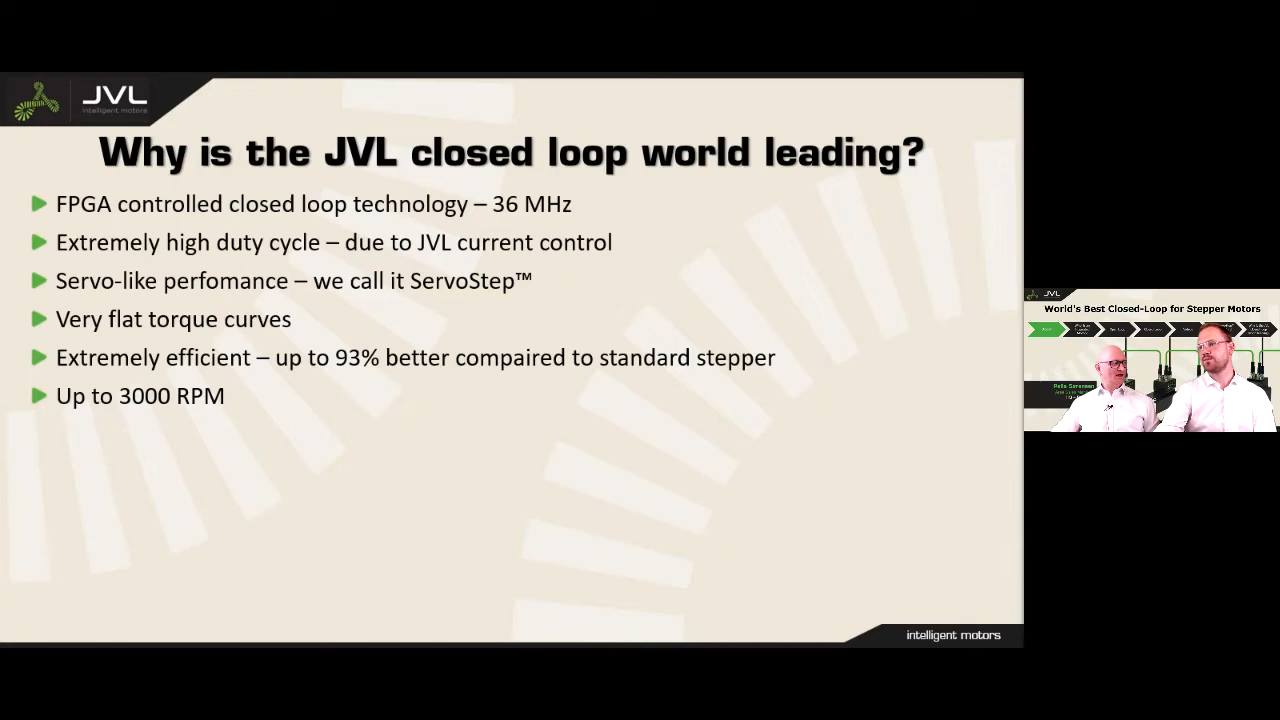 JVL
intelligent motors
Why is the JVL closed loop world leading?
FPGA controlled closed loop technology – 36 MHz
Extremely high duty cycle – due to JVL current control
Servo-like perfomance – we call it ServoStep™
Very flat torque curves
Extremely efficient – up to 93% better compaired to standard stepper
Up to 3000 RPM
intelligent motors
JVL
World's Best Closed-Loop for Stepper Motors